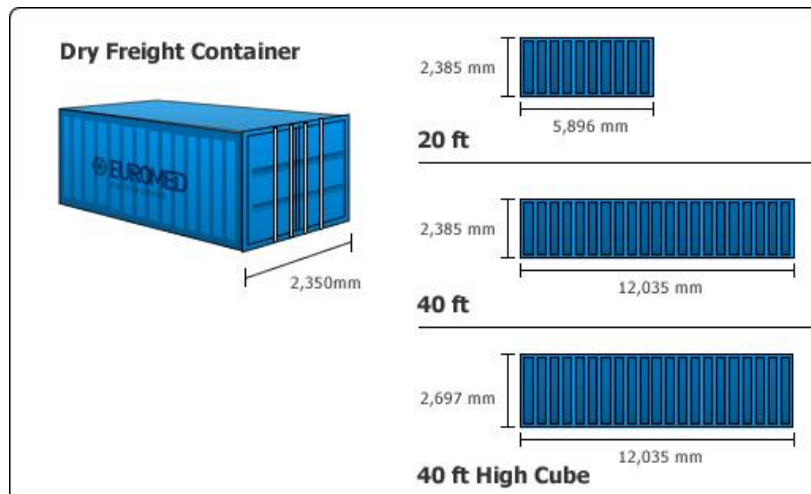 Dry Freight Container
EUROMED
2,350mm
2,385 mm
5,896 mm
20 ft
2,385 mm
12,035 mm
40 ft
2,697 mm
12,035 mm
40 ft High Cube